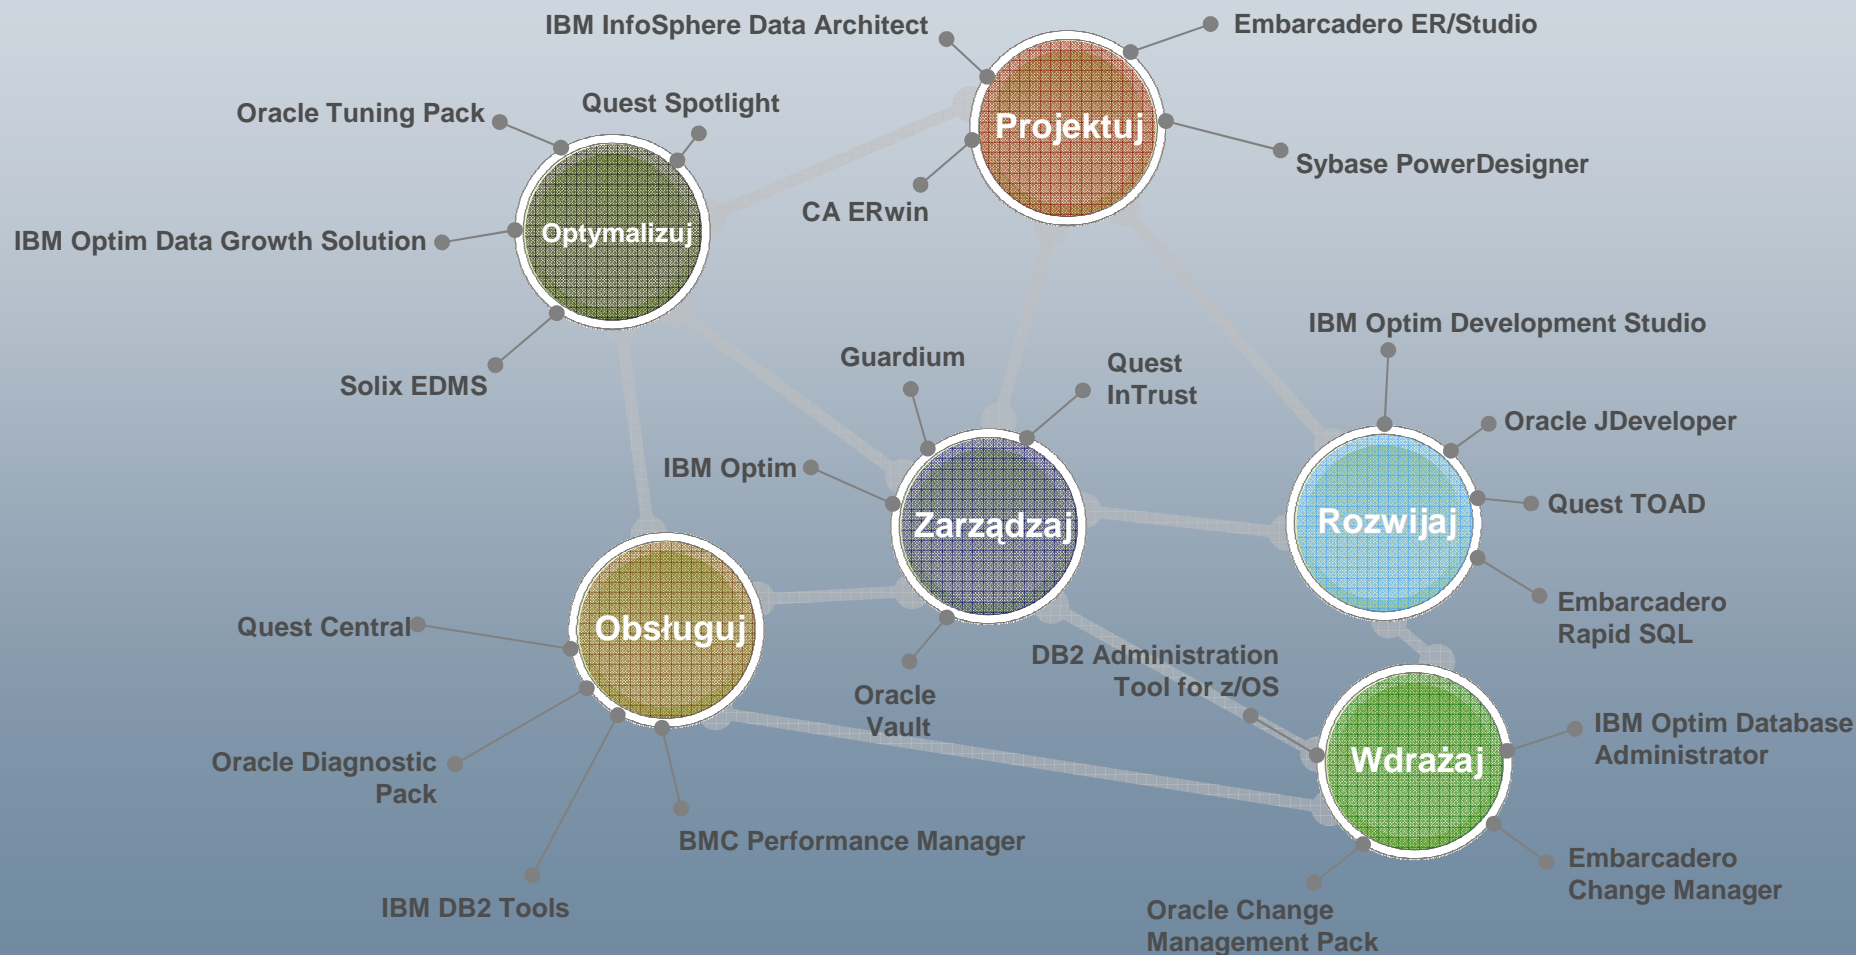 IBM InfoSphere Data Architect
Embarcadero ER/Studio
Oracle Tuning Pack
Quest Spotlight
Projektuj
Sybase PowerDesigner
CA ERwin
IBM Optim Data Growth Solution
Optymalizuj
IBM Optim Development Studio
Solix EDMS
Guardium
Quest
InTrust
Oracle JDeveloper
IBM Optim
Quest TOAD
Zarządzaj
Rozwijaj
Quest Central
Obsługuj
Embarcadero
Rapid SQL
DB2 Administration
Tool for z/OS
Oracle
Vault
IBM Optim Database
Administrator
Wdrażaj
Oracle Diagnostic
Pack
BMC Performance Manager
Embarcadero
Change Manager
IBM DB2 Tools
Oracle Change
Management Pack